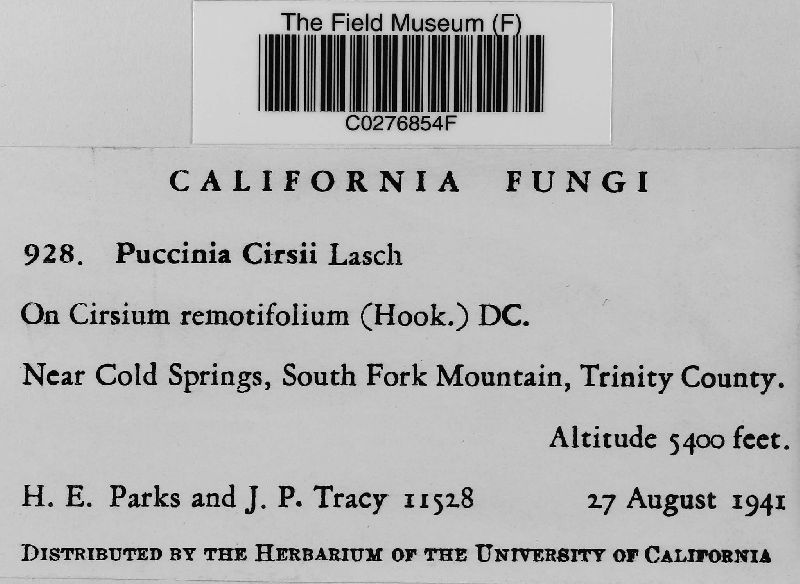 The Field Museum (F)
C0276854F
CALIFORNIA FUNGI
928. Puccinia Cirsii Lasch
On Cirsium remotifolium (Hook.) DC.
Near Cold Springs, South Fork Mountain, Trinity County.
Altitude 5400 feet.
H. E. Parks and J. P. Tracy 11528 27 August 1941
DISTRIBUTED BY THE HERBARIUM OF THE UNIVERSITY OF CALIFORNIA